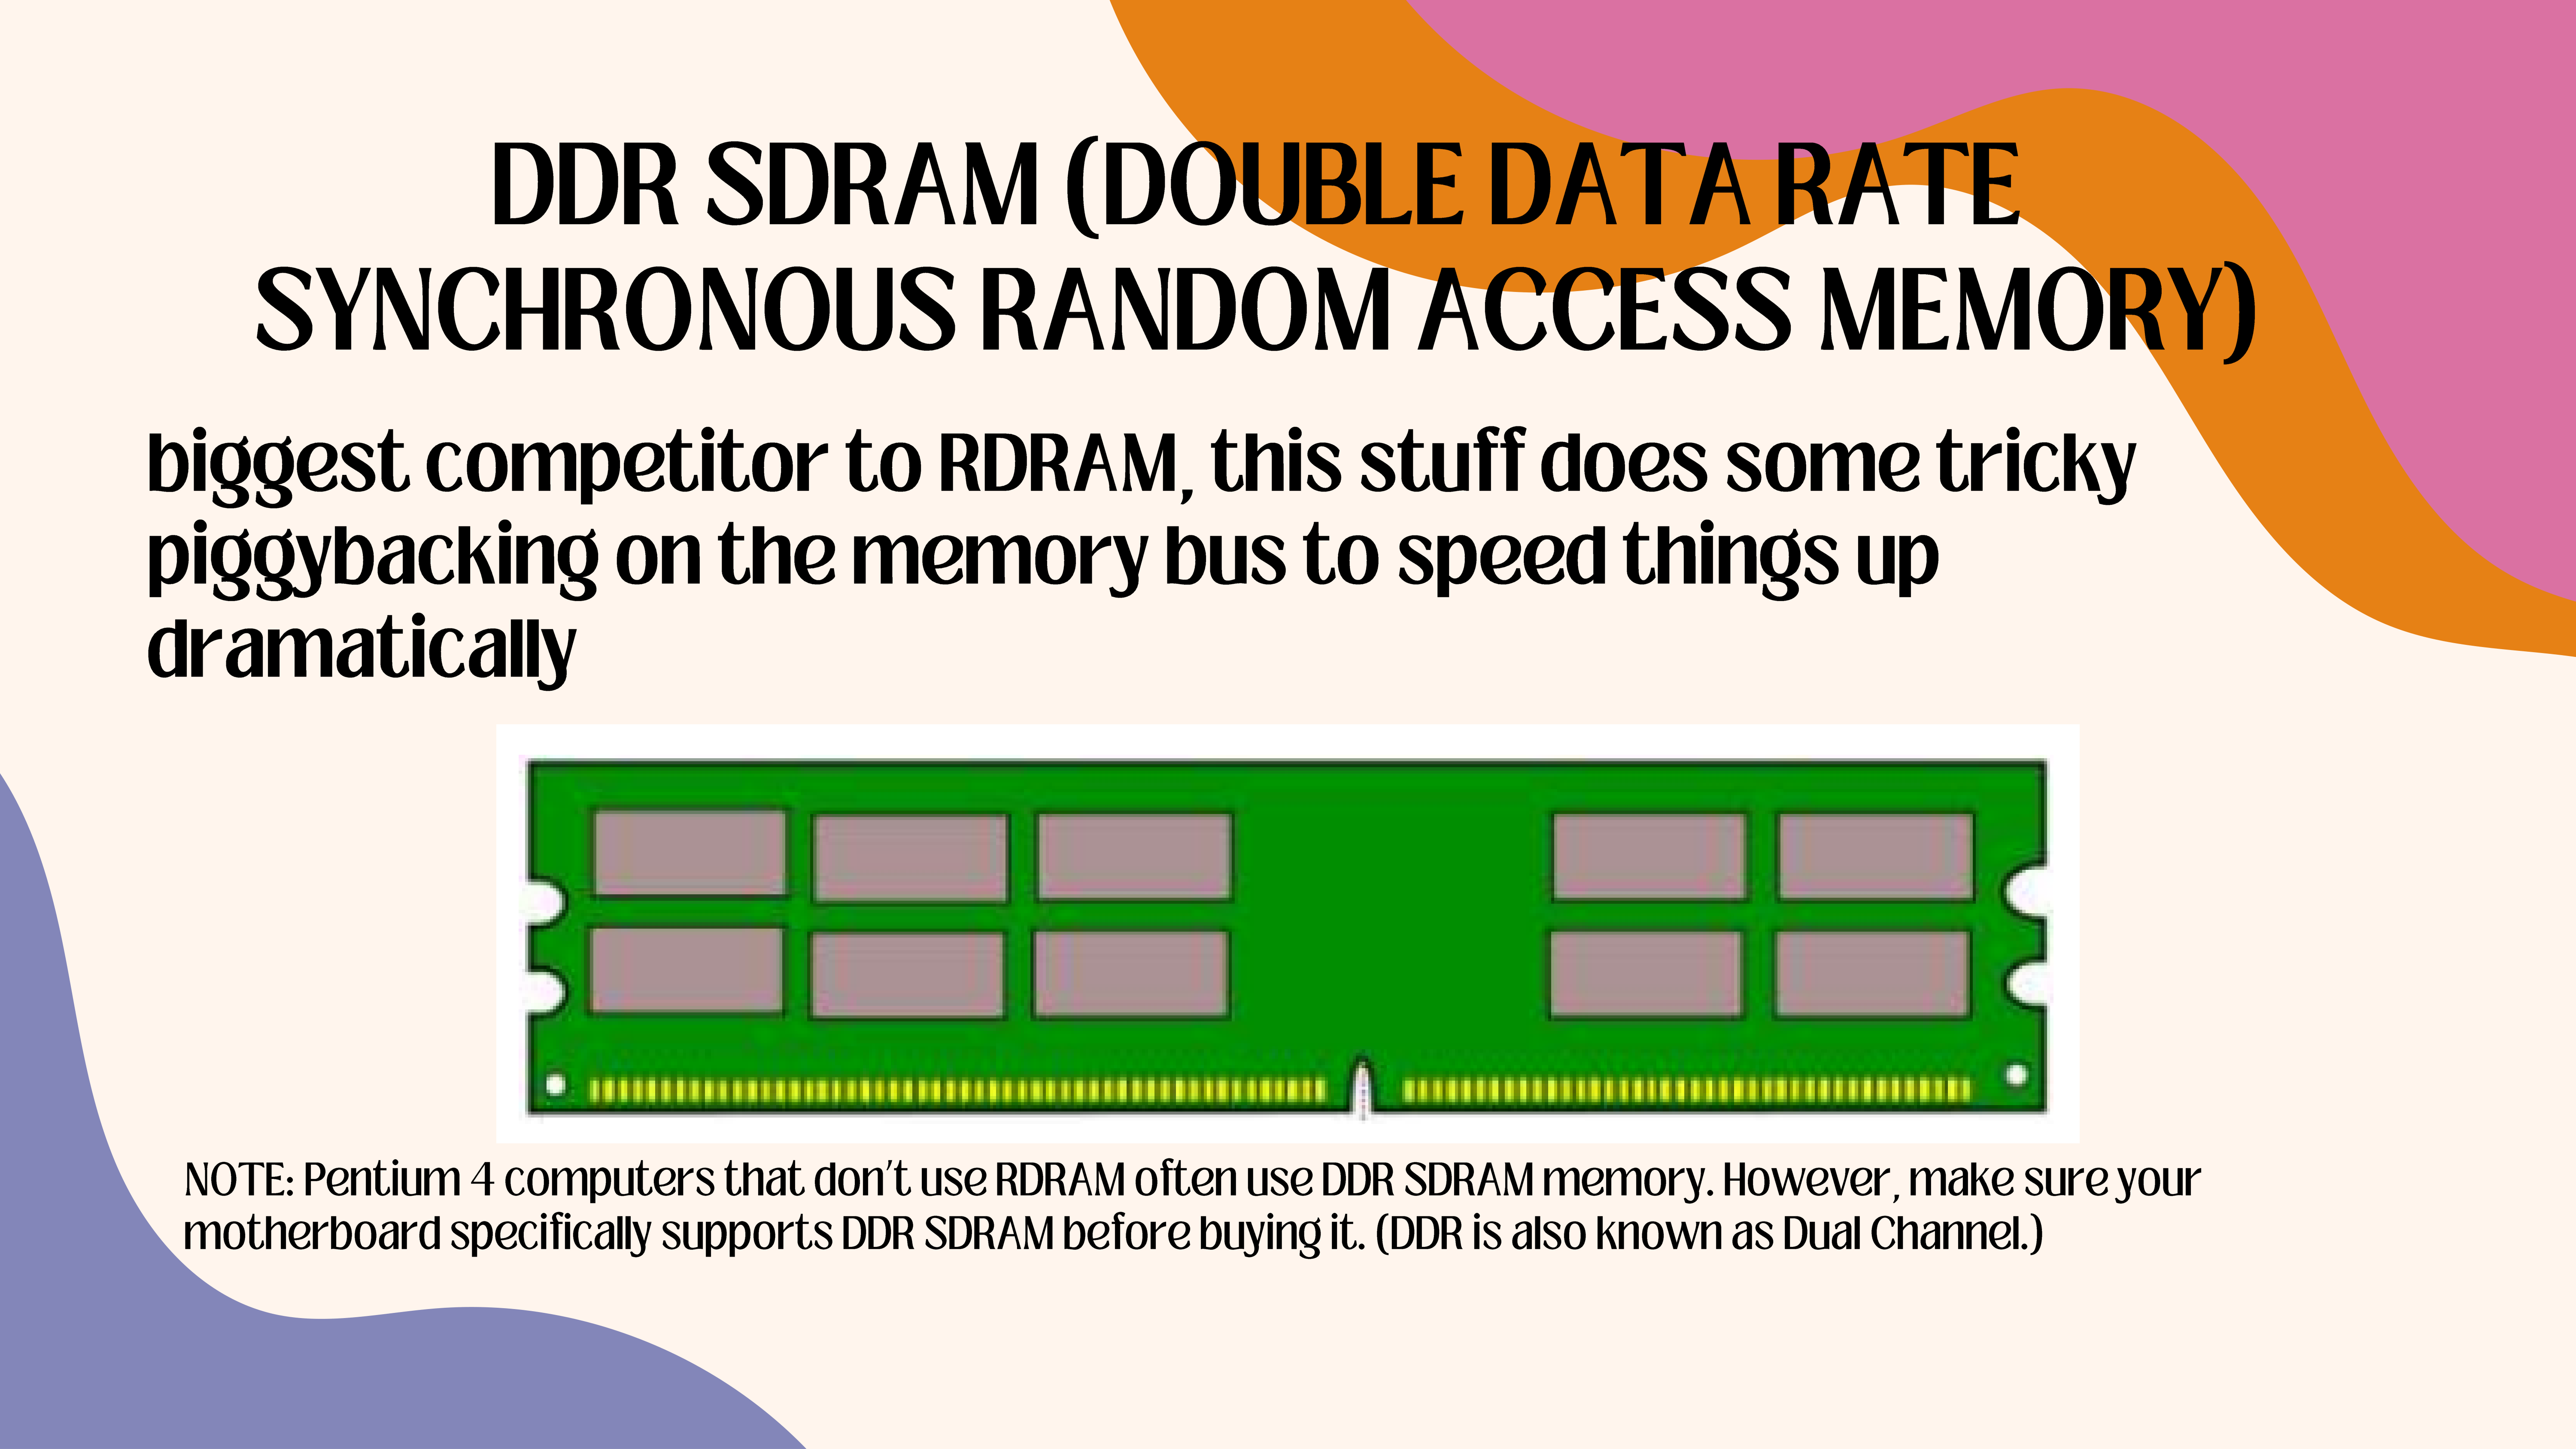 DDR SDRAM (DOUBLE DATA RATE
SYNCHRONOUS RANDOM ACCESS MEMORY)
biggest competitor to RDRAM, this stuff does some tricky
piggybacking on the memory bus to speed things up
dramatically
NOTE: Pentium 4 computers that don't use RDRAM often use DDR SDRAM memory. However, make sure your
motherboard specifically supports DDR SDRAM before buying it. (DDR is also known as Dual Channel.)